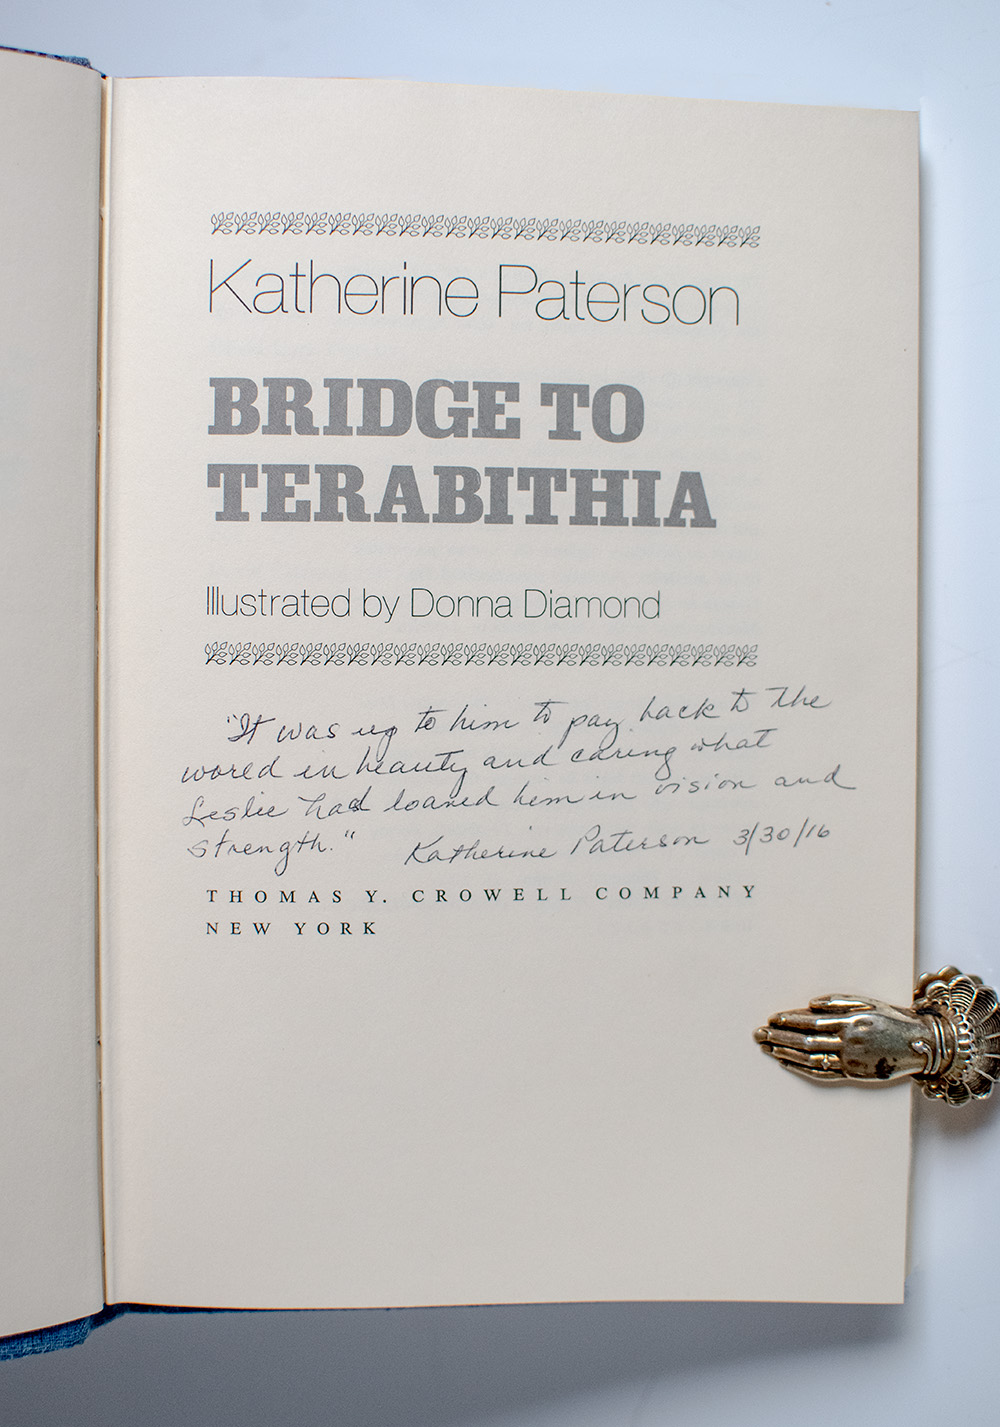 Katherine Paterson
BRIDGE TO
TERABITHIA
Illustrated by Donna Diamond
"It was up to him to pay back to the
world in beauty and caring what
Leslie had loaned him in vision and
strength." Katherine Paterson 3/30/16
THOMAS Y. CROWELL COMPANY
NEW YORK